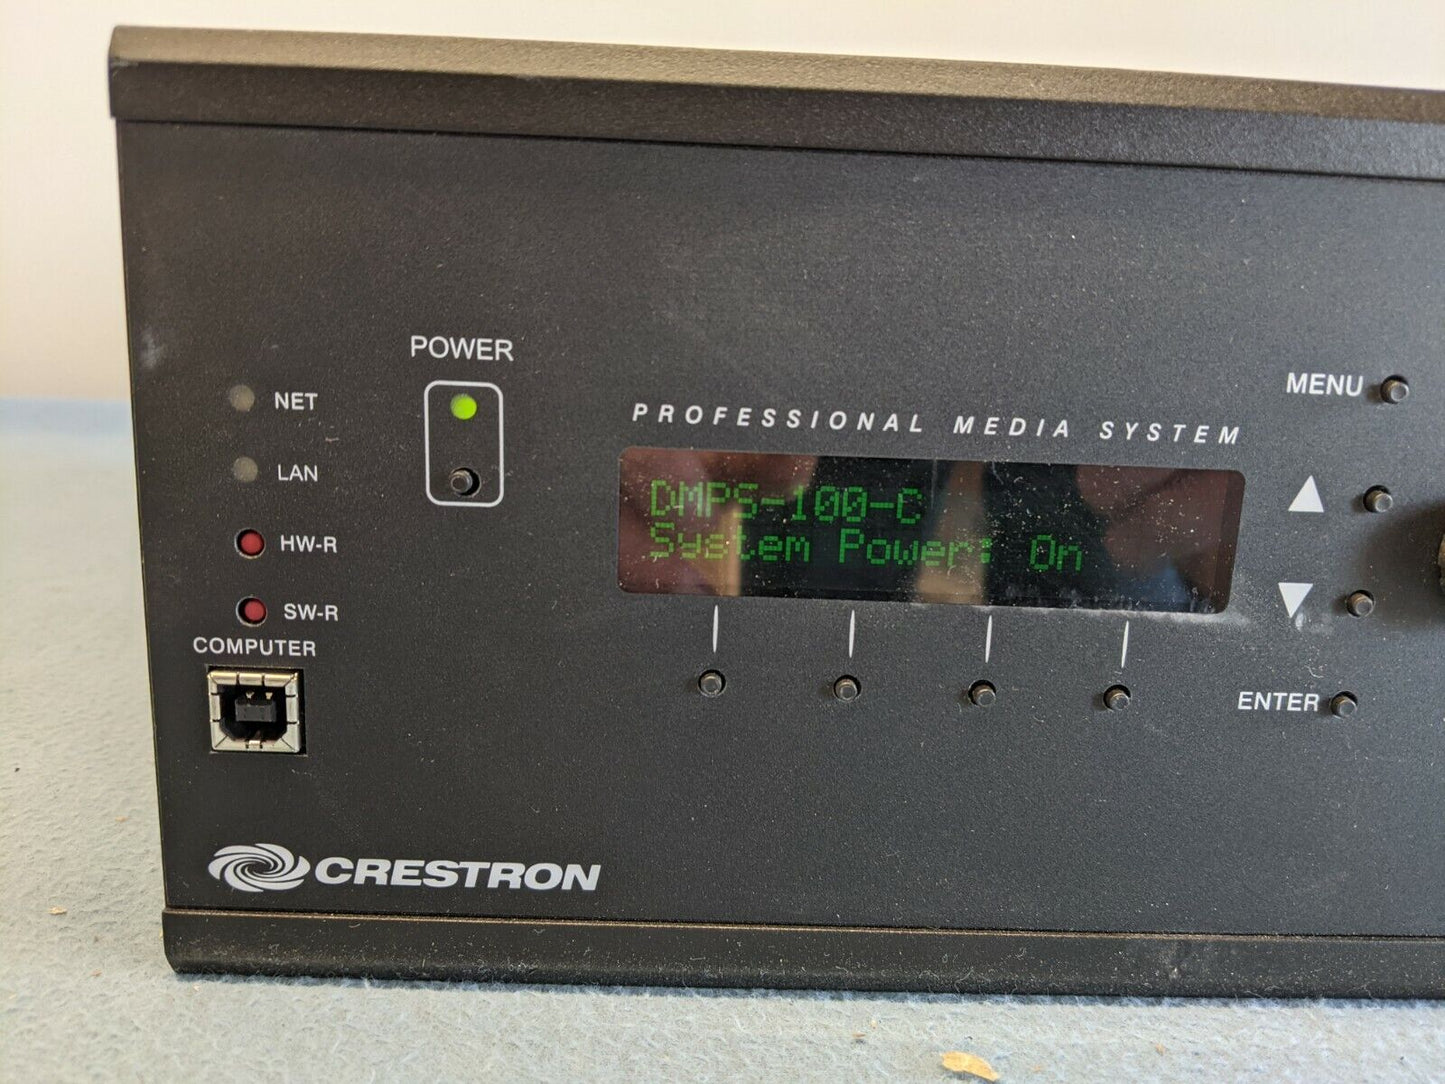 POWER
NET
LAN
HW-R
SW-R
COMPUTER
PROFESSIONAL MEDIA SYSTEM
DMPS-100-C
System Power: On
MENU
ENTER
CRESTRON